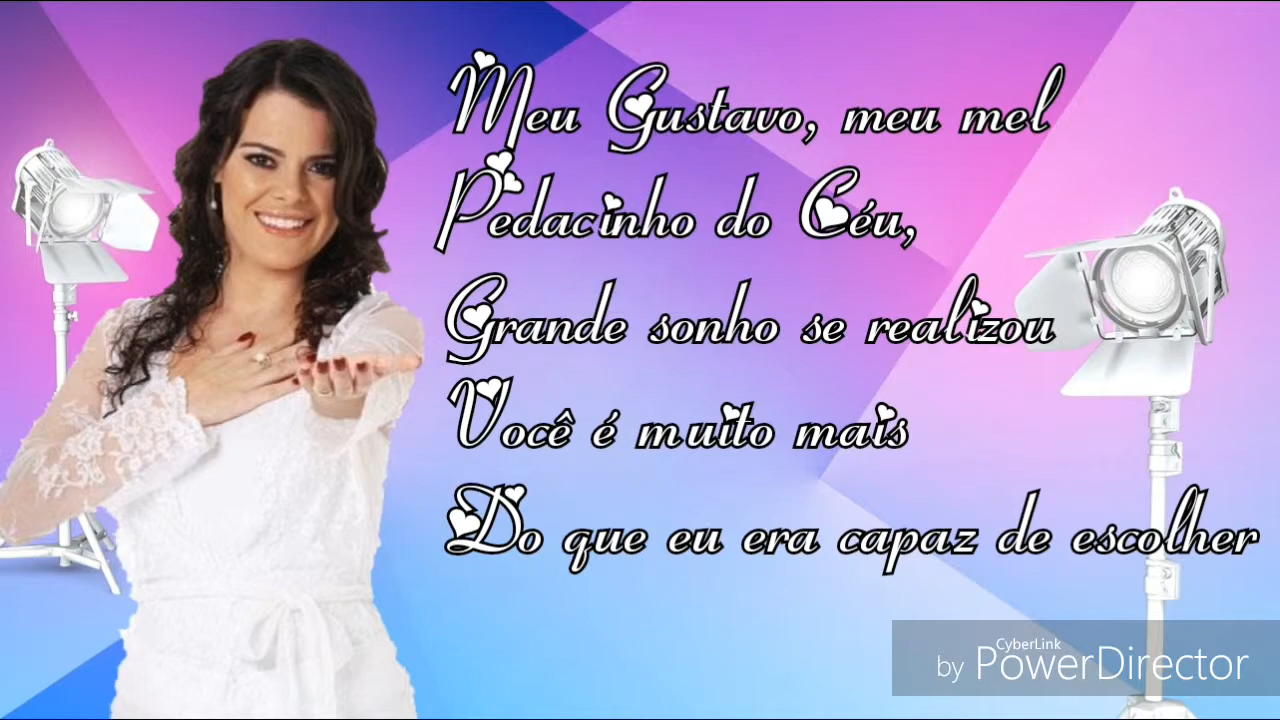 Meu Gustavo, meu mel
Pedacinho do Céu,
Grande sonho se realizou
Você é muito mais
Do que eu era capaz de escolher
CyberLink
by PowerDirector